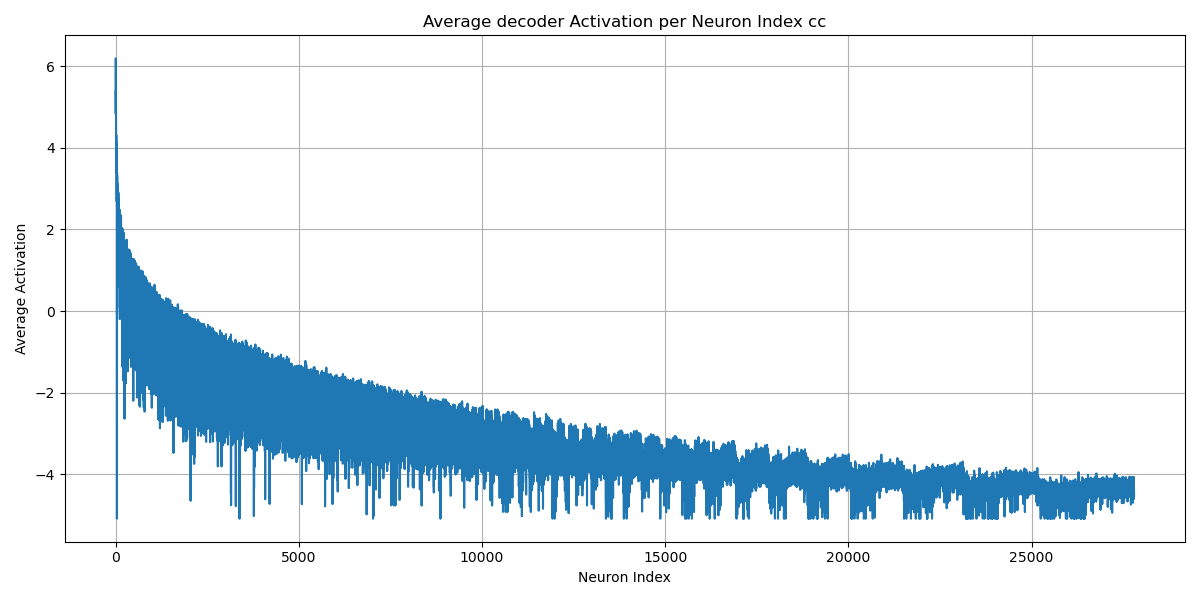 Average decoder Activation per Neuron Index cc
6
4
2
0
−2
−4
Average Activation
0 5000 10000 15000 20000 25000
Neuron Index